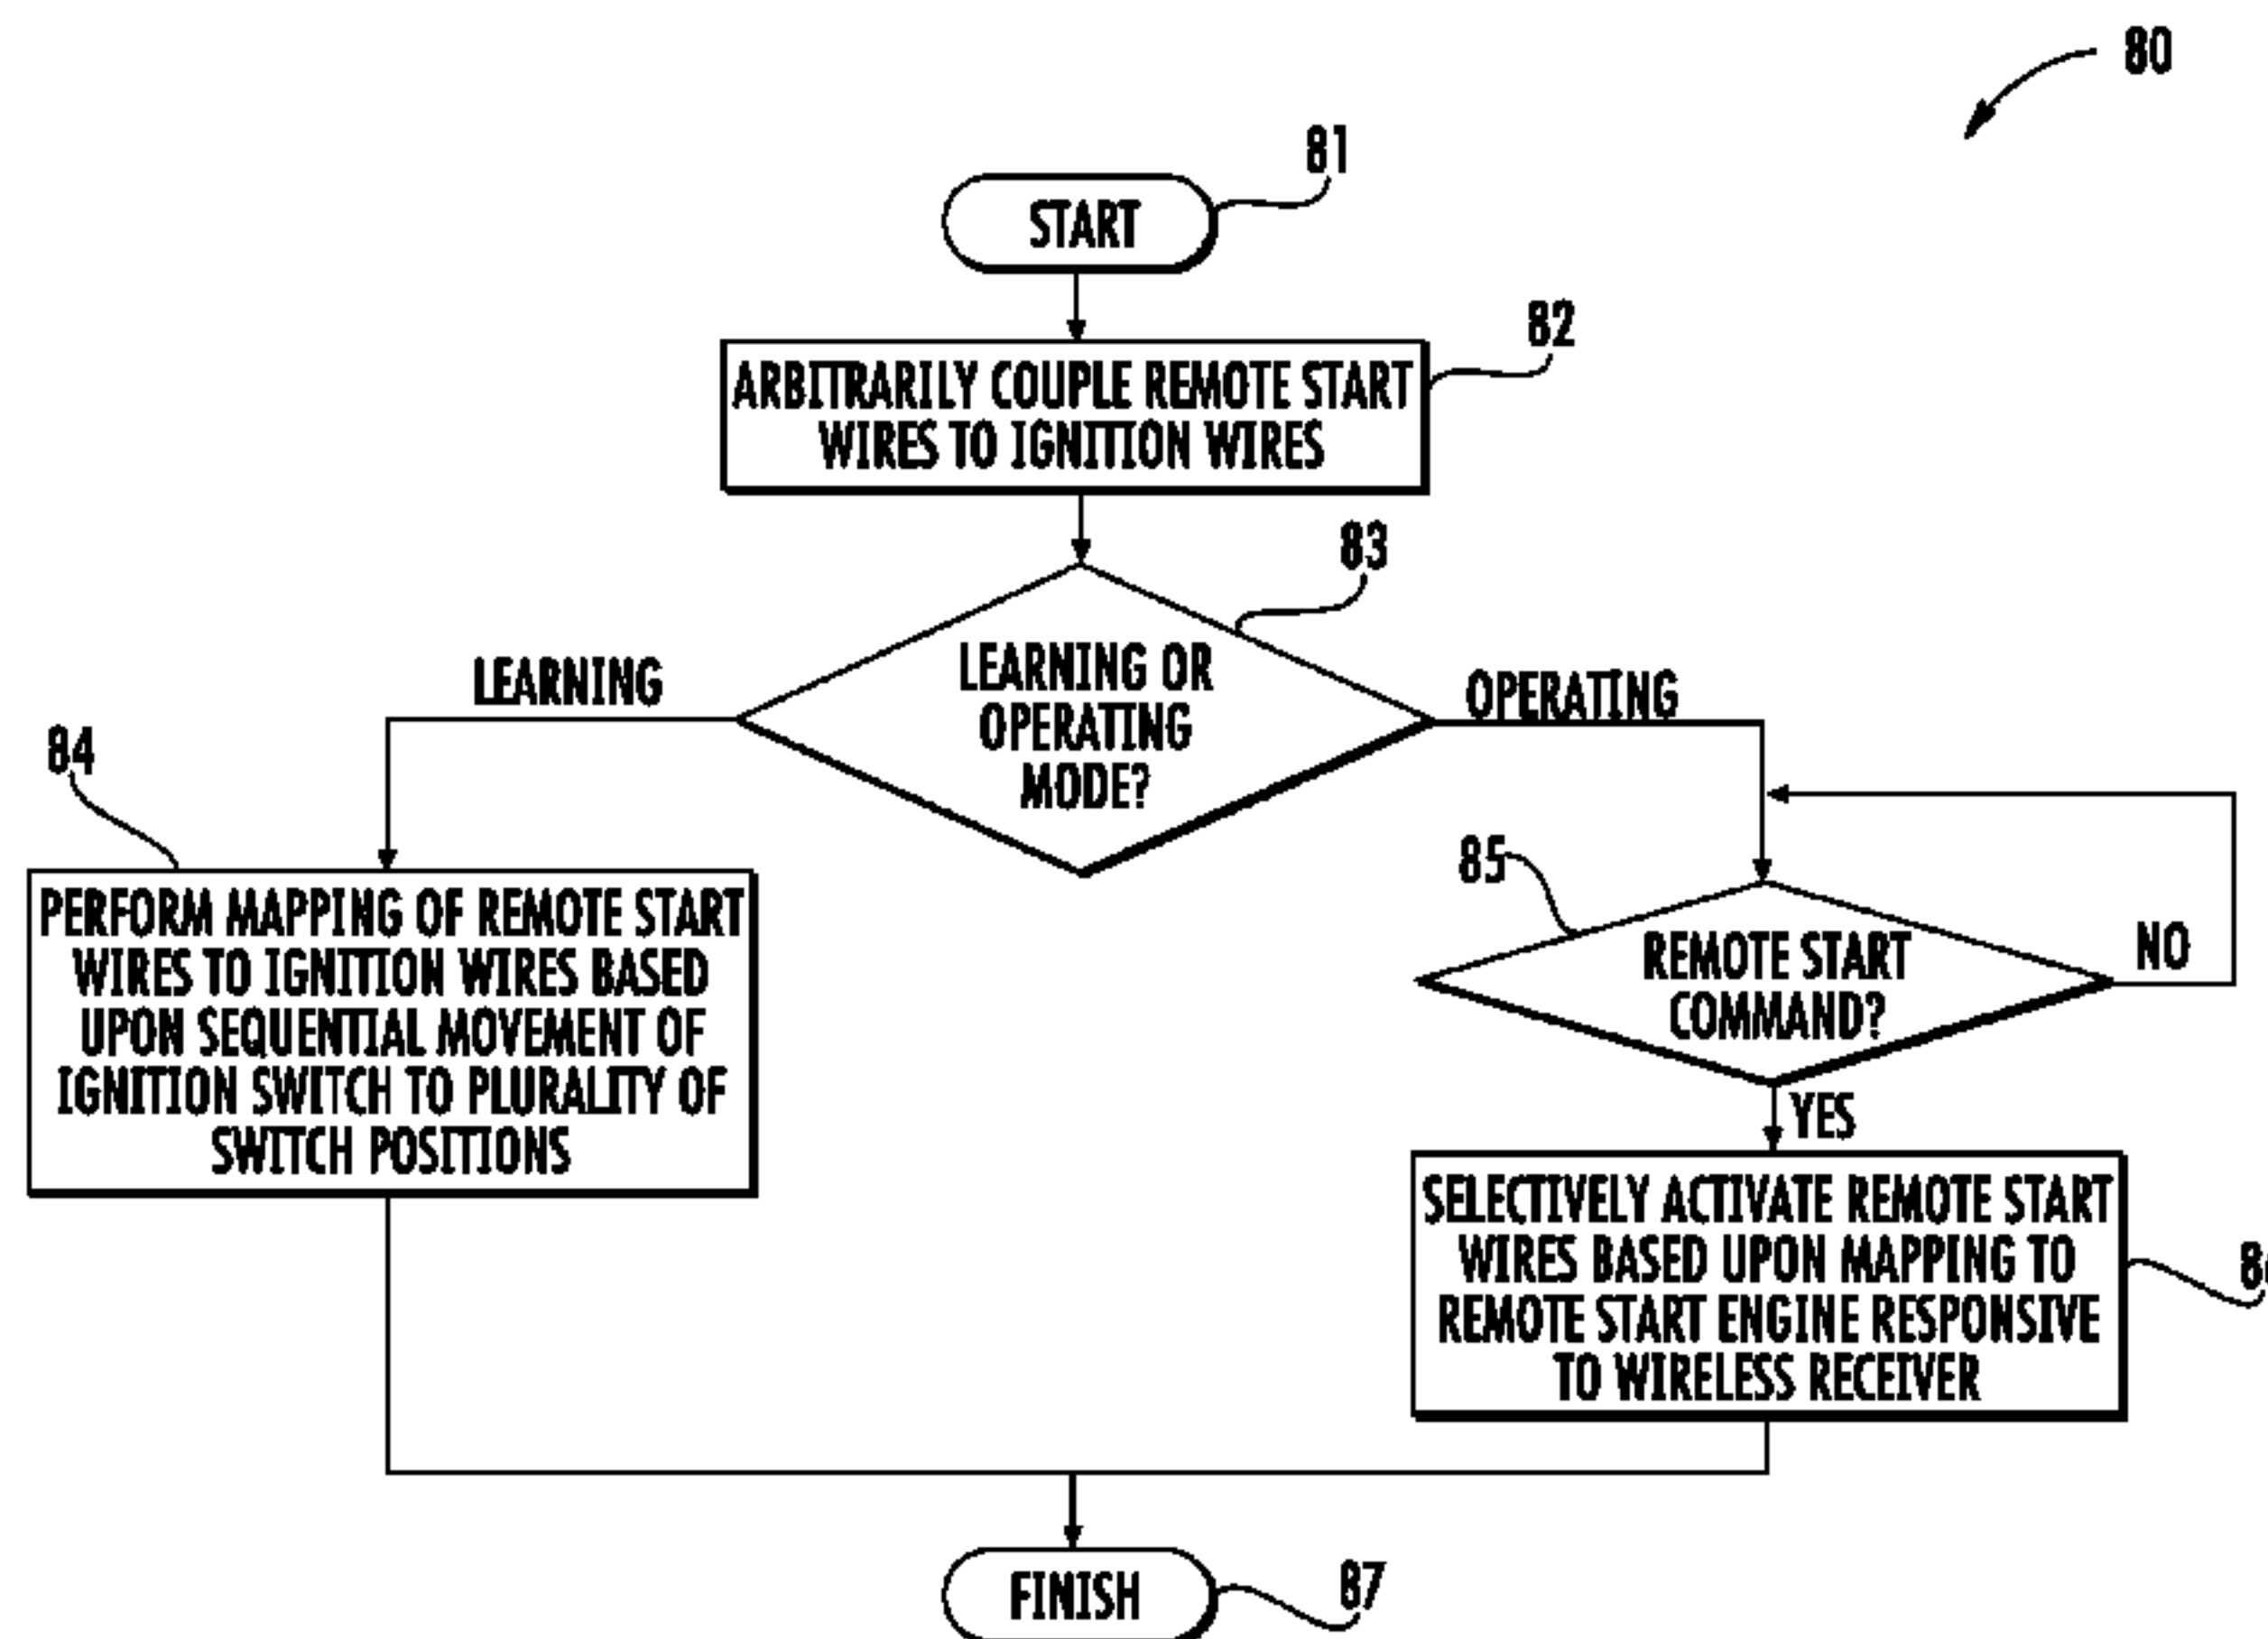 80
81
START
82
ARBITRARILY COUPLE REMOTE START
WIRES TO IGNITION WIRES
83
LEARNING OR
OPERATING
MODE?
LEARNING
OPERATING
84
PERFORM MAPPING OF REMOTE START
WIRES TO IGNITION WIRES BASED
UPON SEQUENTIAL MOVEMENT OF
IGNITION SWITCH TO PLURALITY OF
SWITCH POSITIONS
85
REMOTE START
COMMAND?
NO
YES
SELECTIVELY ACTIVATE REMOTE START
WIRES BASED UPON MAPPING TO
REMOTE START ENGINE RESPONSIVE
TO WIRELESS RECEIVER
FINISH
87